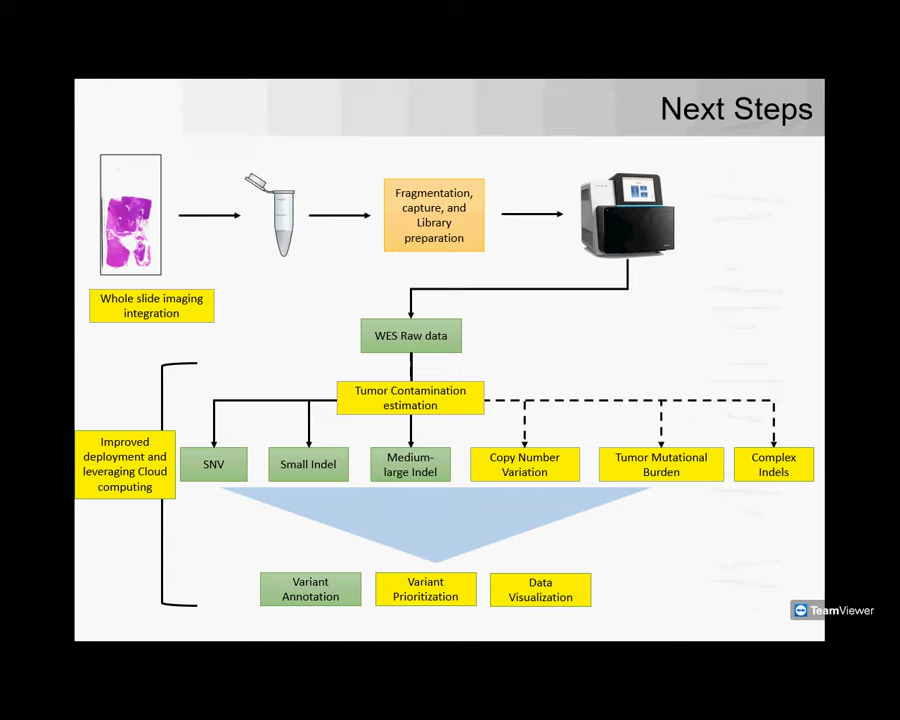 Next Steps
Fragmentation,
capture, and
Library
preparation
Whole slide imaging
integration
WES Raw data
Tumor Contamination
estimation
Improved
deployment and
leveraging Cloud
computing
SNV
Small Indel
Medium-
large Indel
Copy Number
Variation
Tumor Mutational
Burden
Complex
Indels
Variant
Annotation
Variant
Prioritization
Data
Visualization
TeamViewer